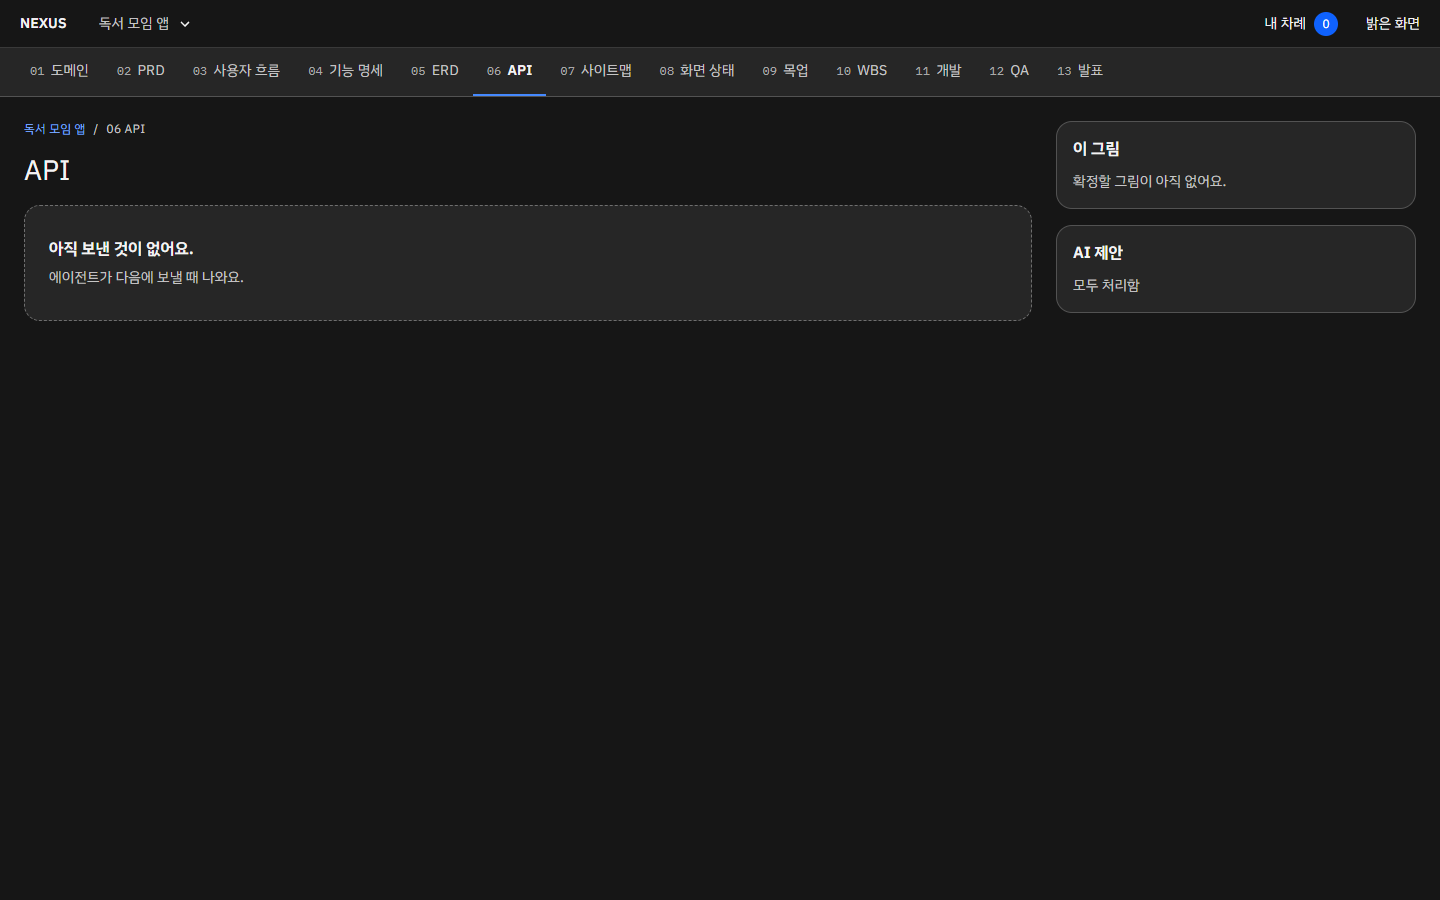 NEXUS 독서 모임 앱 내 차례 0 밝은 화면
01 도메인 02 PRD 03 사용자 흐름 04 기능 명세 05 ERD 06 API 07 사이트맵 08 화면 상태 09 목업 10 WBS 11 개발 12 QA 13 발표
독서 모임 앱 / 06 API
API
아직 보낸 것이 없어요.
에이전트가 다음에 보낼 때 나와요.
이 그림
확정할 그림이 아직 없어요.
AI 제안
모두 처리함